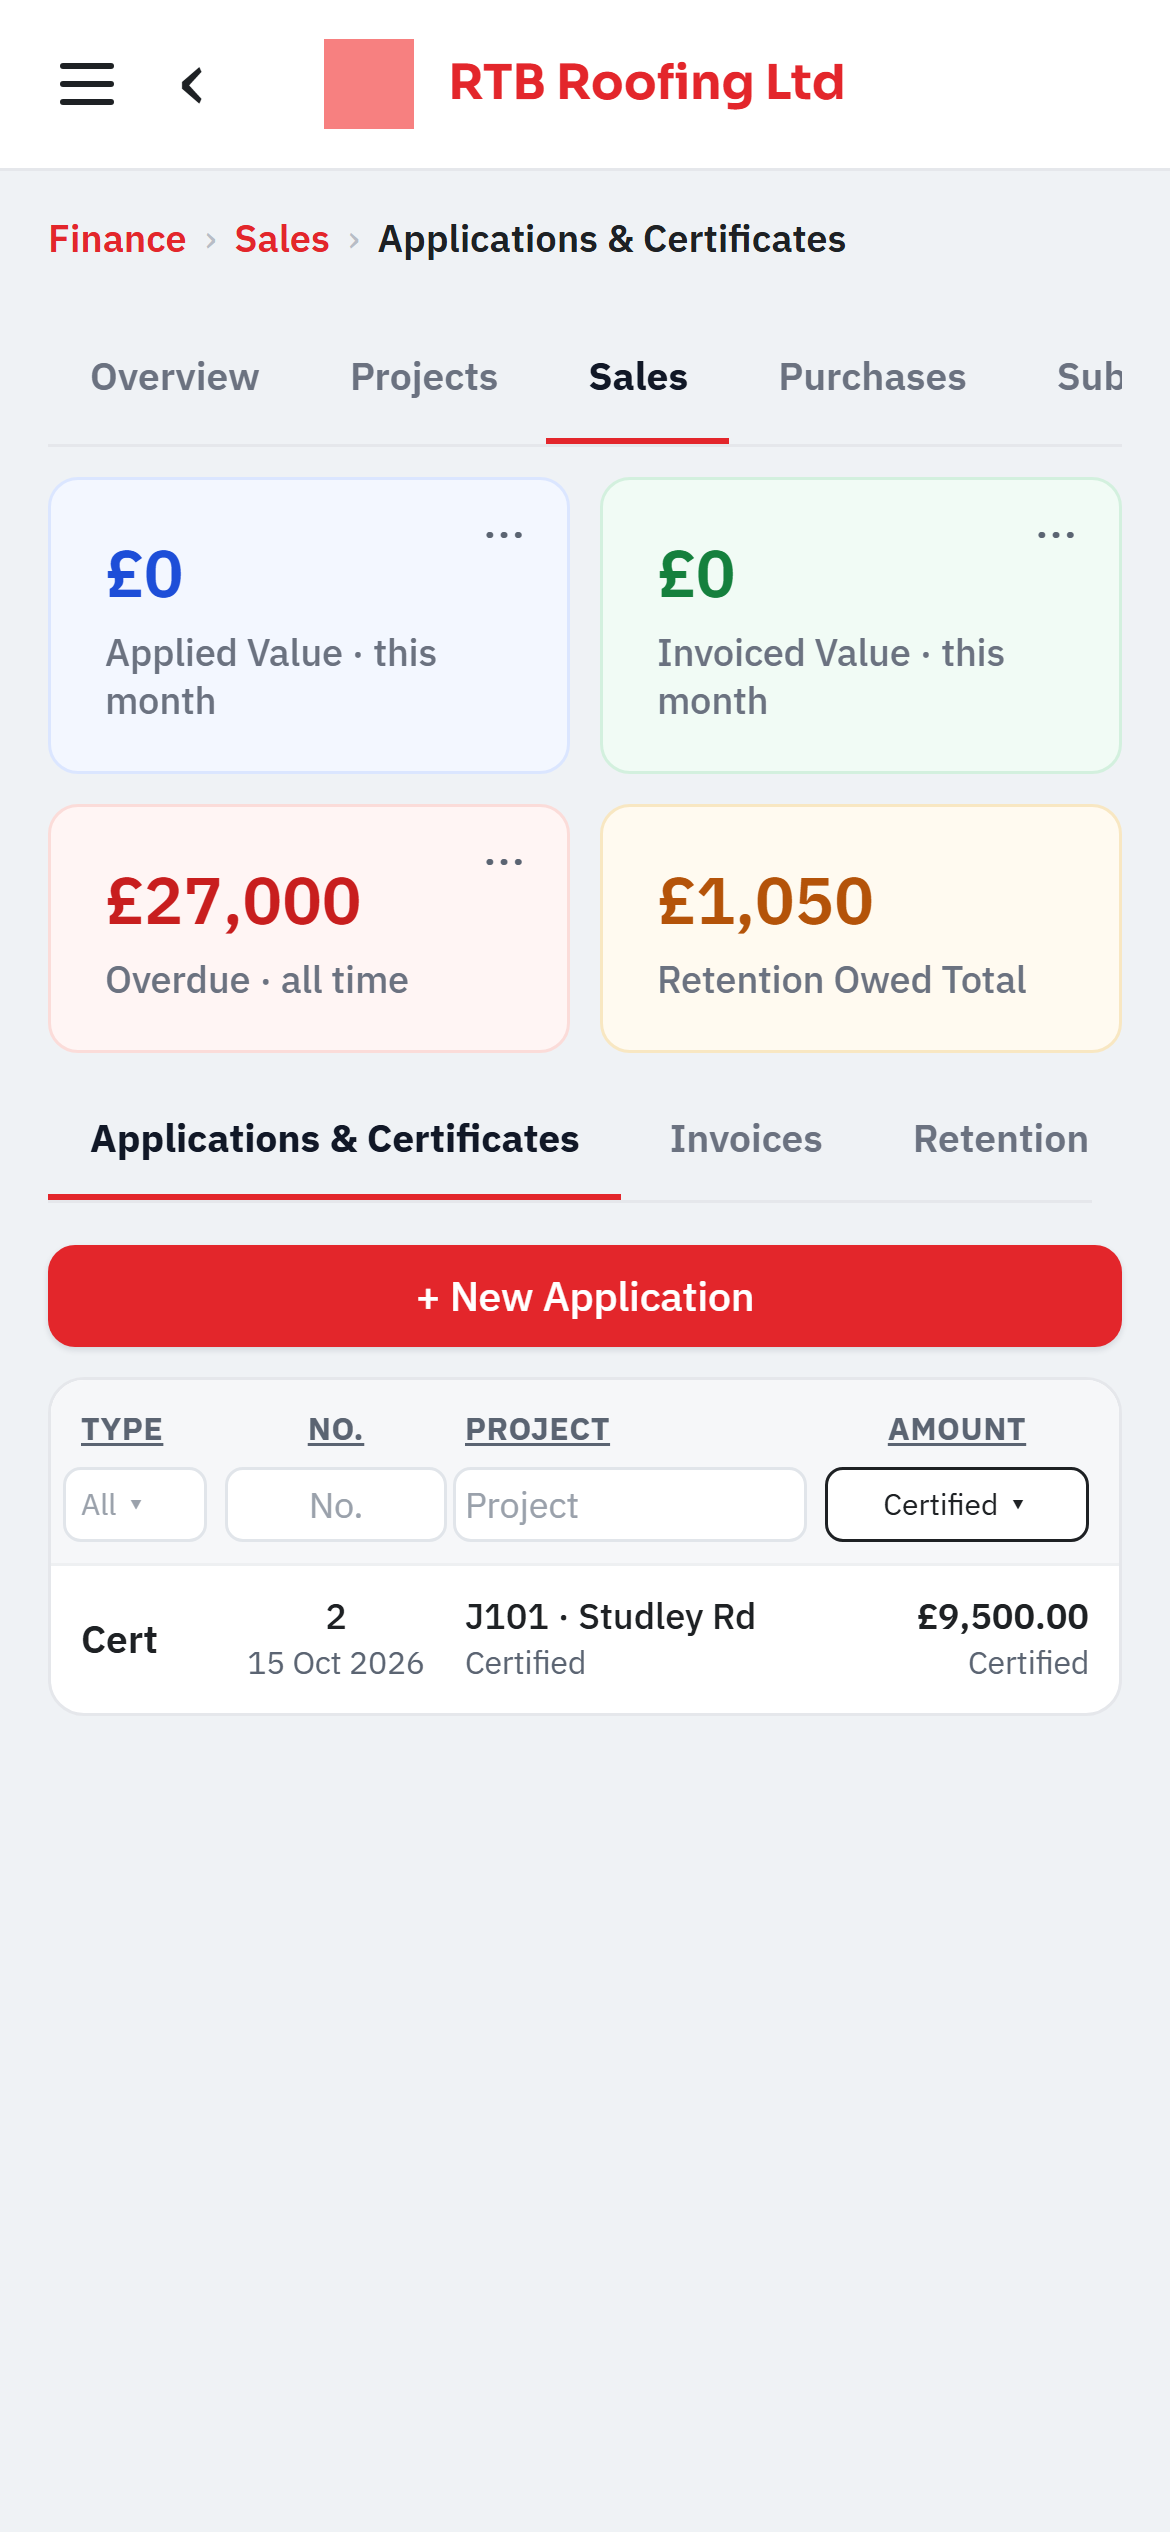 RTB Roofing Ltd
Finance › Sales › Applications & Certificates
Overview Projects Sales Purchases Sub
£0
Applied Value · this
month
£0
Invoiced Value · this
month
£27,000
Overdue · all time
£1,050
Retention Owed Total
Applications & Certificates Invoices Retention
+ New Application
TYPE NO. PROJECT AMOUNT
All ▾ No. Project Certified ▾
Cert 2 J101 · Studley Rd £9,500.00
15 Oct 2026 Certified Certified